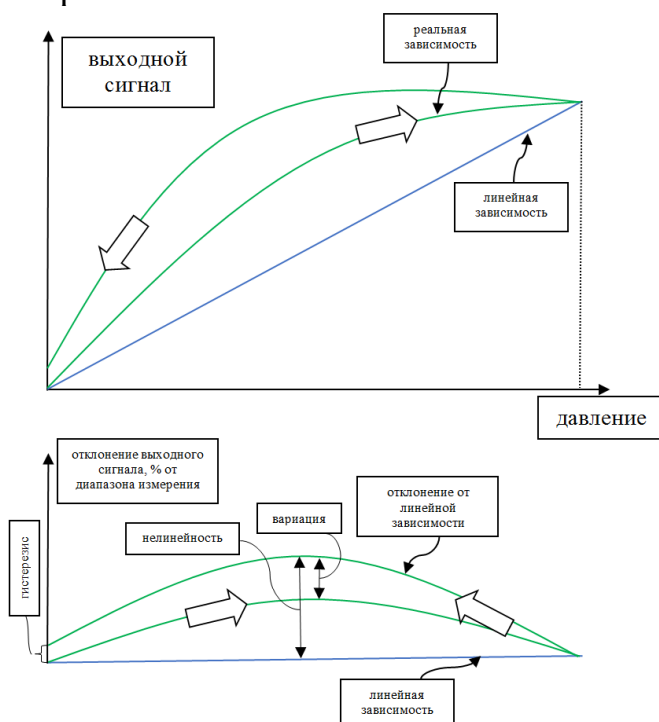 реальная
зависимость
выходной
сигнал
линейная
зависимость
давление
отклонение выходного
сигнала, % от
диапазона измерения
отклонение от
линейной
зависимости
вариация
нелинейность
гистерезис
линейная
зависимость